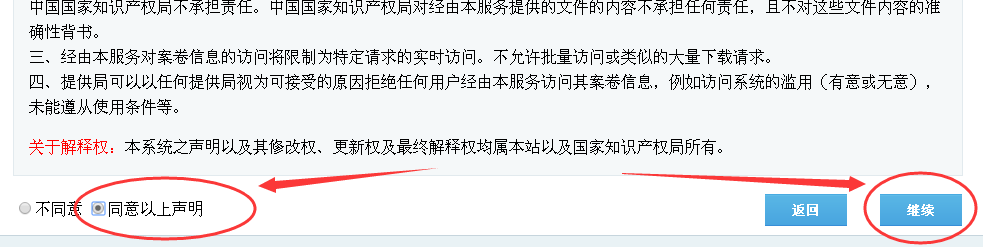 中国国家知识产权局不承担责任。中国国家知识产权局对经由本服务提供的文件的内容不承担任何责任，且不对这些文件内容的准
确性背书。
三、经由本服务对案卷信息的访问将限制为特定请求的实时访问。不允许批量访问或类似的大量下载请求。
四、提供局可以以任何提供局视为可接受的原因拒绝任何用户经由本服务访问其案卷信息，例如访问系统的滥用（有意或无意），
未能遵从使用条件等。
关于解释权：本系统之声明以及其修改权、更新权及最终解释权均属本站以及国家知识产权局所有。
不同意 同意以上声明 返回 继续